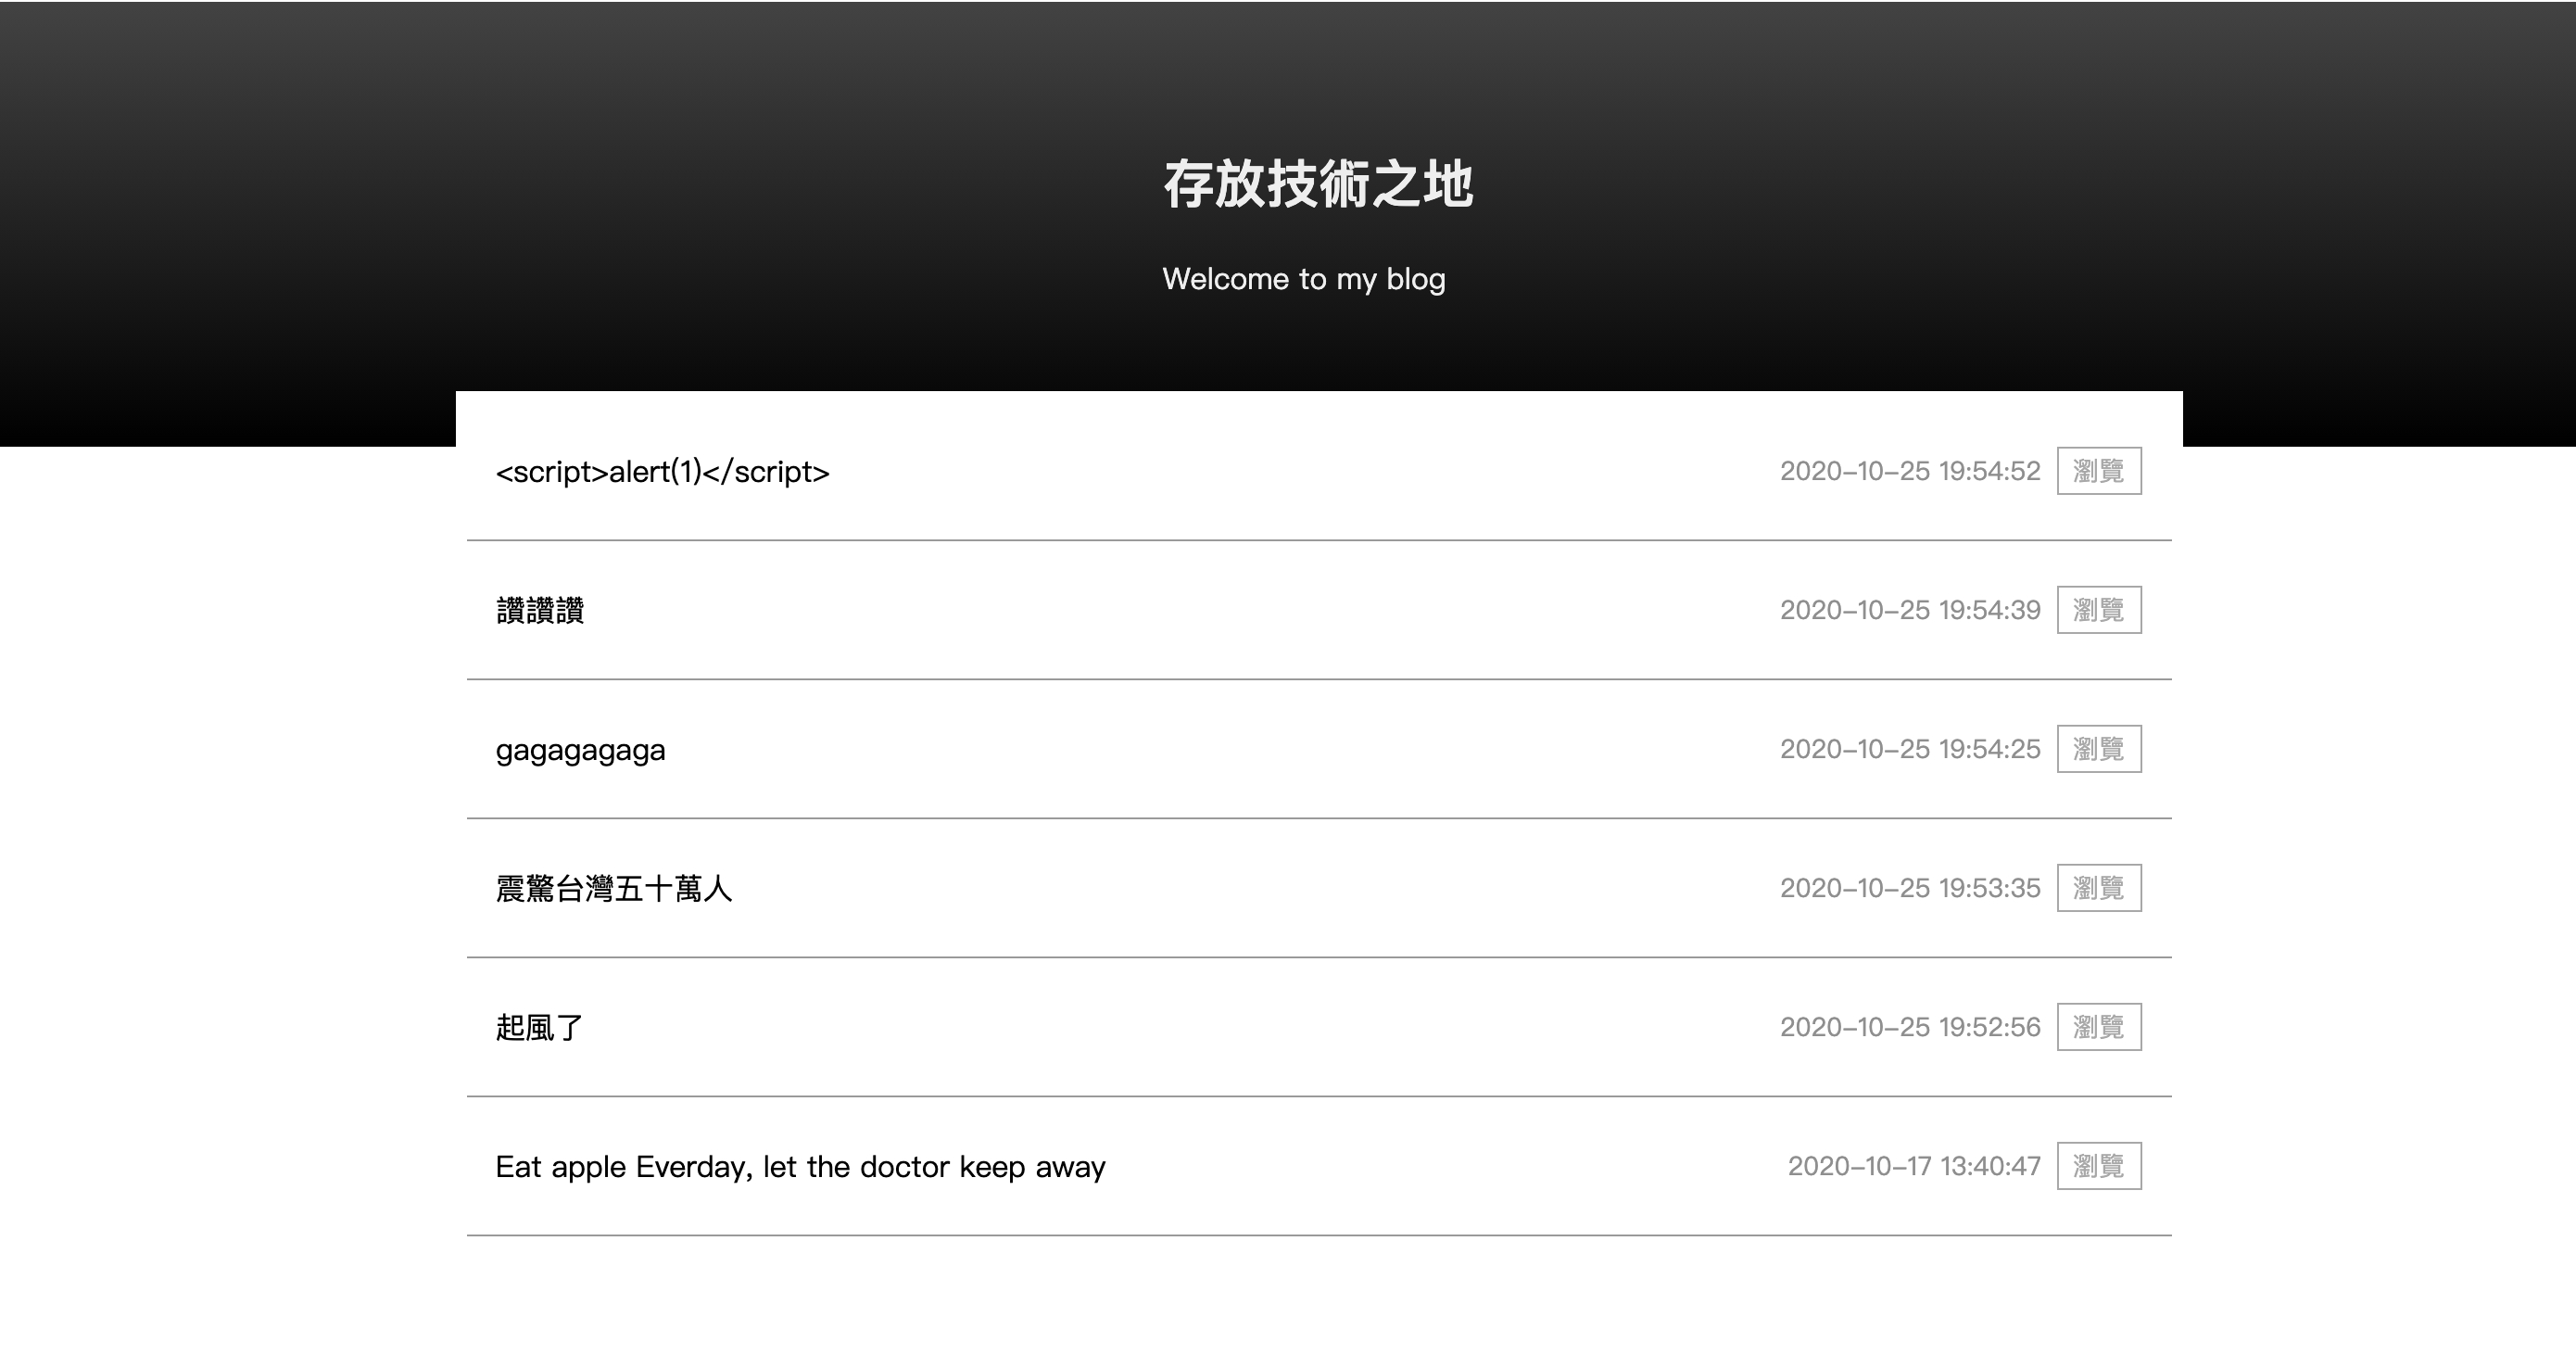 存放技術之地
Welcome to my blog
<script>alert(1)</script> 2020-10-25 19:54:52 瀏覽
讚讚讚 2020-10-25 19:54:39 瀏覽
gagagagaga 2020-10-25 19:54:25 瀏覽
震驚台灣五十萬人 2020-10-25 19:53:35 瀏覽
起風了 2020-10-25 19:52:56 瀏覽
Eat apple Everday, let the doctor keep away 2020-10-17 13:40:47 瀏覽